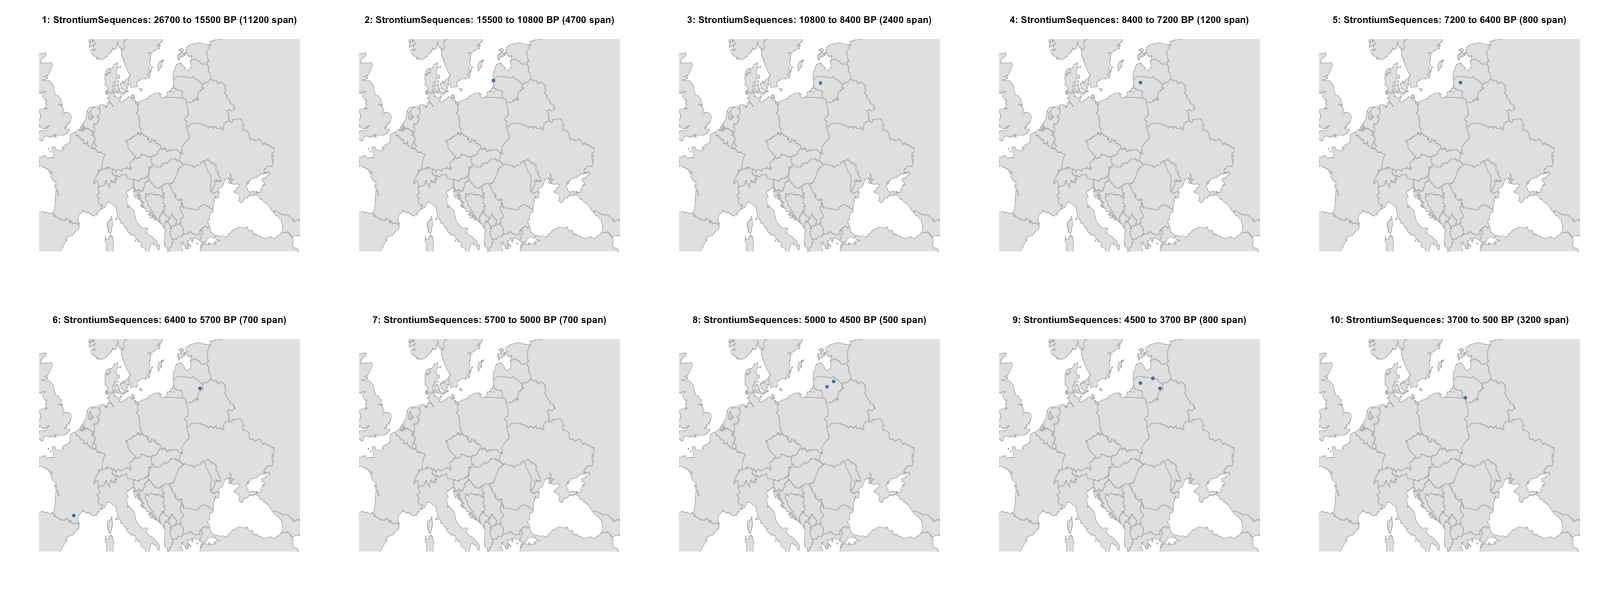 1: StrontiumSequences: 26700 to 15500 BP (11200 span)
2: StrontiumSequences: 15500 to 10800 BP (4700 span)
3: StrontiumSequences: 10800 to 8400 BP (2400 span)
4: StrontiumSequences: 8400 to 7200 BP (1200 span)
5: StrontiumSequences: 7200 to 6400 BP (800 span)
6: StrontiumSequences: 6400 to 5700 BP (700 span)
7: StrontiumSequences: 5700 to 5000 BP (700 span)
8: StrontiumSequences: 5000 to 4500 BP (500 span)
9: StrontiumSequences: 4500 to 3700 BP (800 span)
10: StrontiumSequences: 3700 to 500 BP (3200 span)